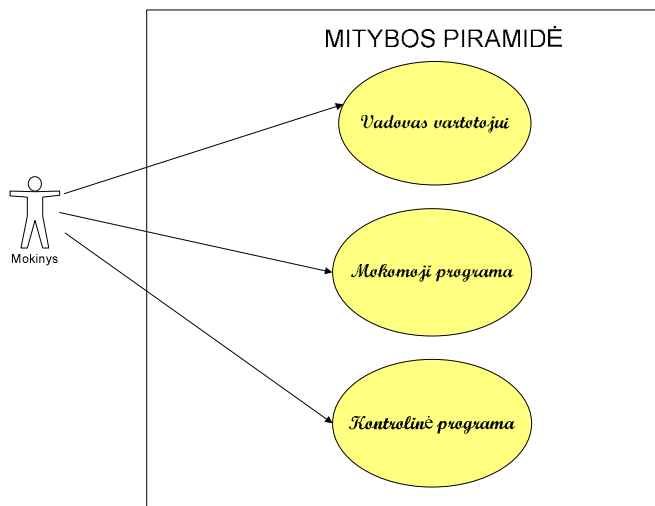 MITYBOS PIRAMIDĖ
Vadovas vartotojui
Mokinys
Mokomoji programa
Kontrolinė programa